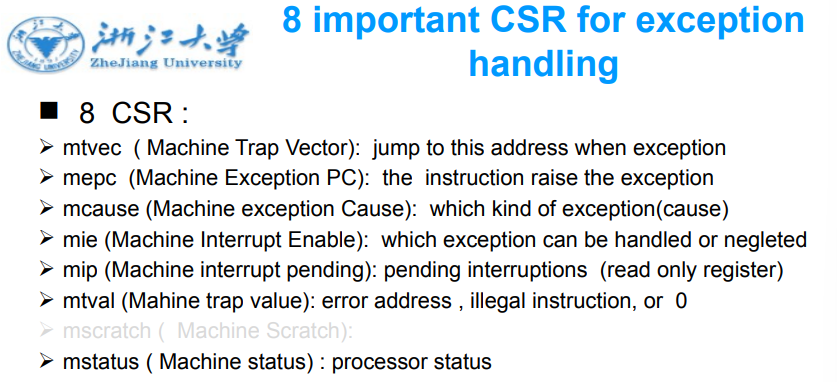 浙江大学
ZheJiang University
8 important CSR for exception
handling
■ 8 CSR :
➢ mtvec ( Machine Trap Vector): jump to this address when exception
➢ mepc (Machine Exception PC): the instruction raise the exception
➢ mcause (Machine exception Cause): which kind of exception(cause)
➢ mie (Machine Interrupt Enable): which exception can be handled or negleted
➢ mip (Machine interrupt pending): pending interruptions (read only register)
➢ mtval (Mahine trap value): error address , illegal instruction, or 0
➢ mscratch ( Machine Scratch):
➢ mstatus ( Machine status) : processor status